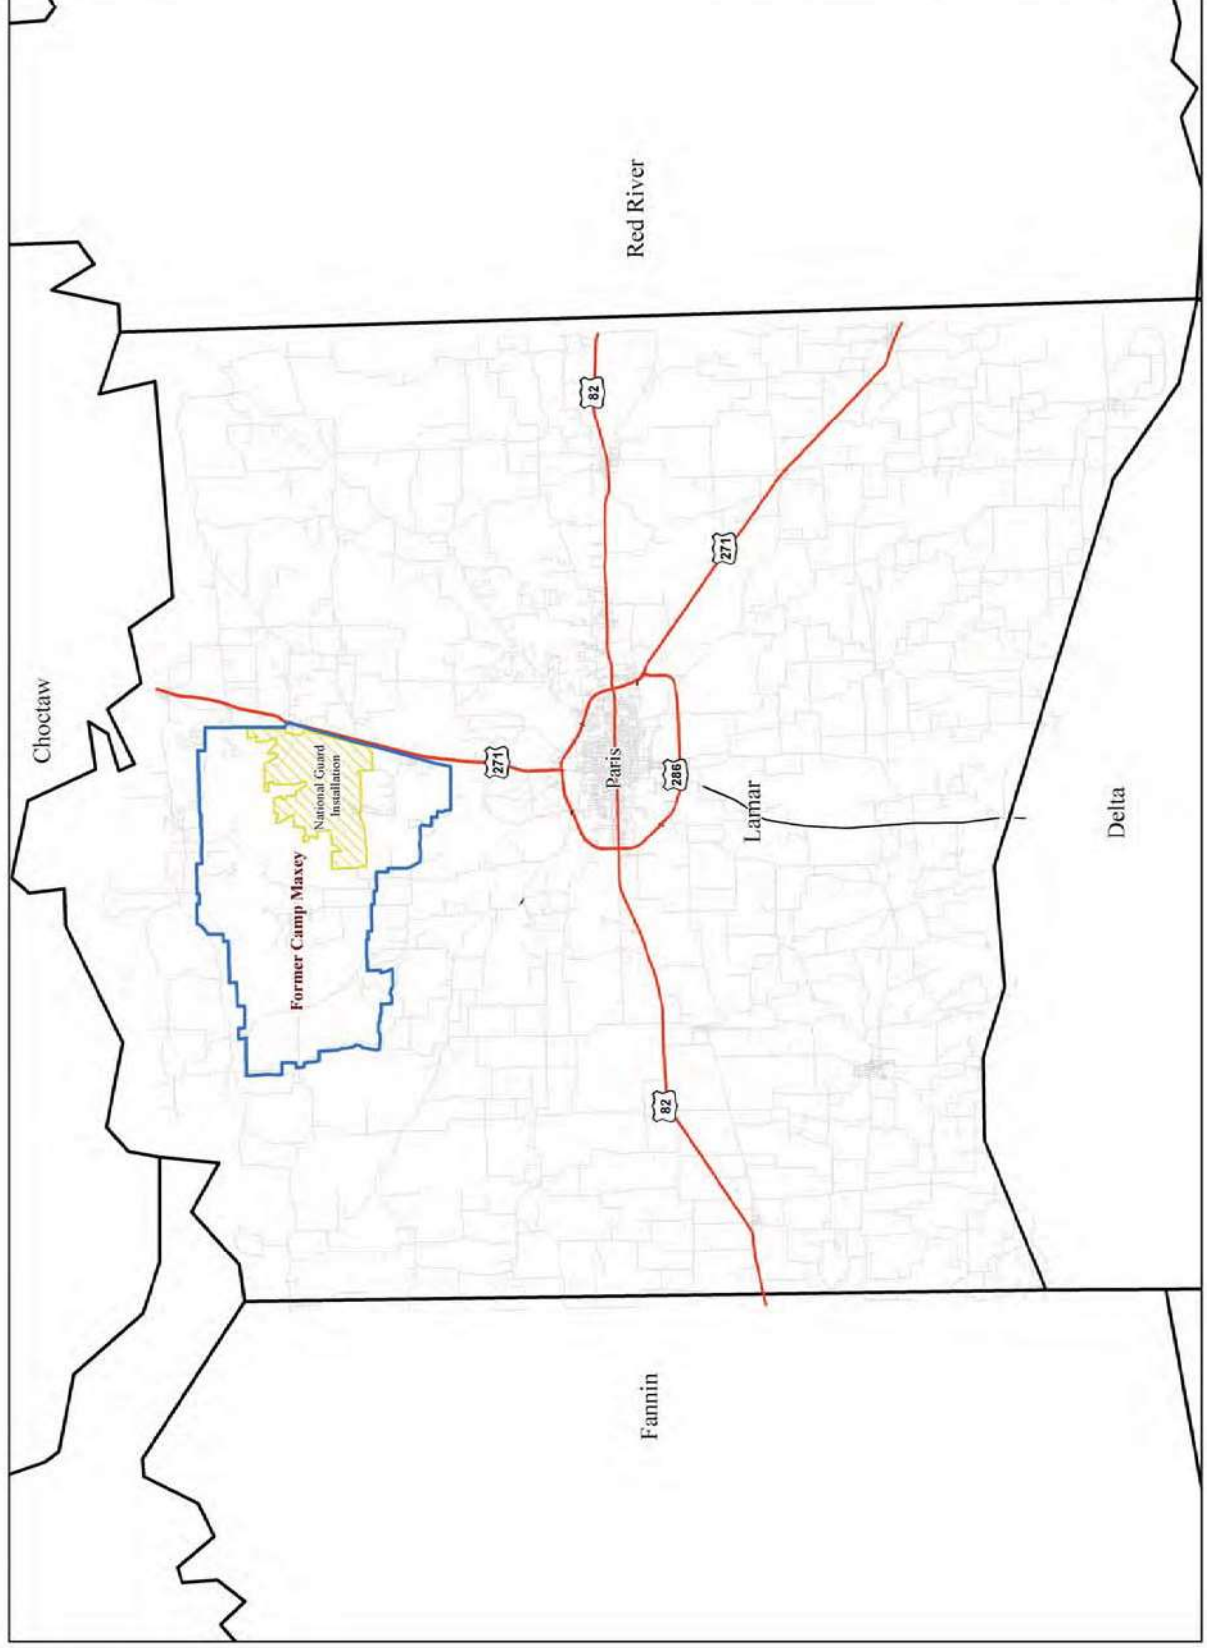 Choctaw
271
National Guard
Installation
Former Camp Maxey
82
Red River
271
Paris
286
Lamar
82
Fannin
Delta